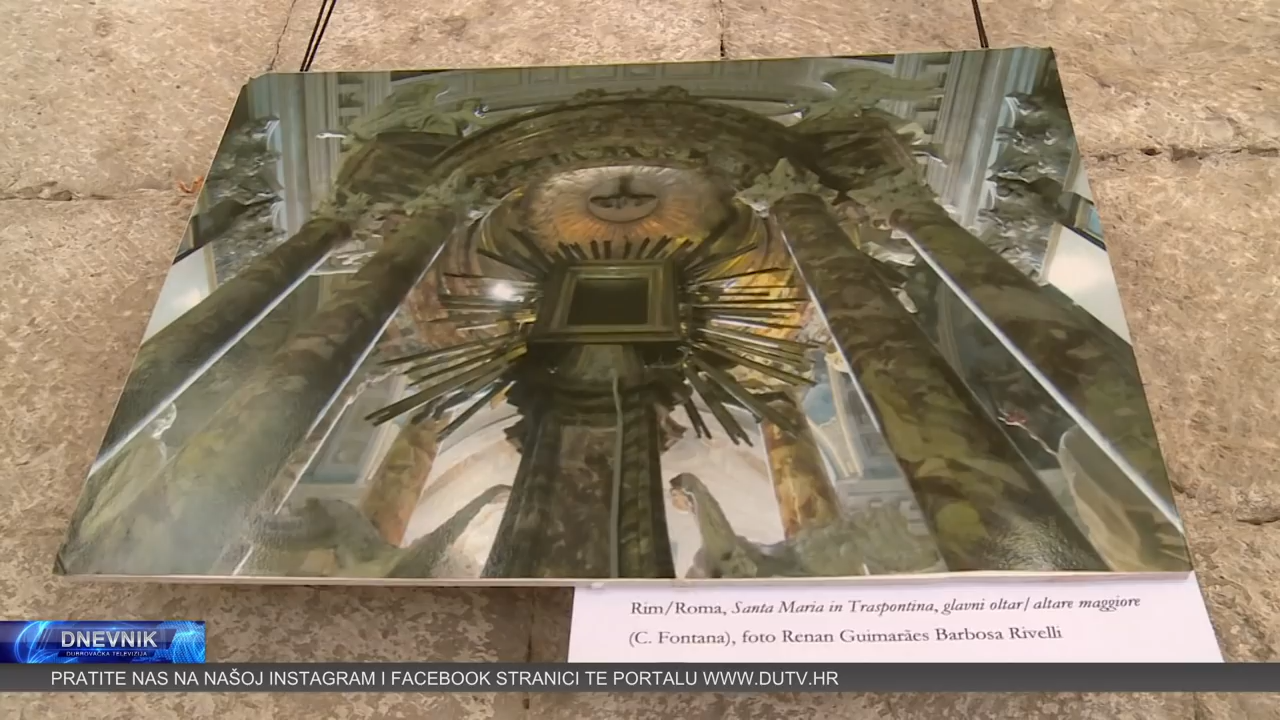 Rim/Roma, Santa Maria in Traspontina, glavni oltar/ altare maggiore
(C. Fontana), foto Renan Guimarães Barbosa Rivelli
DNEVNIK
DUBROVAČKA TELEVIZIJA
PRATITE NAS NA NAŠOJ INSTAGRAM I FACEBOOK STRANICI TE PORTALU WWW.DUTV.HR